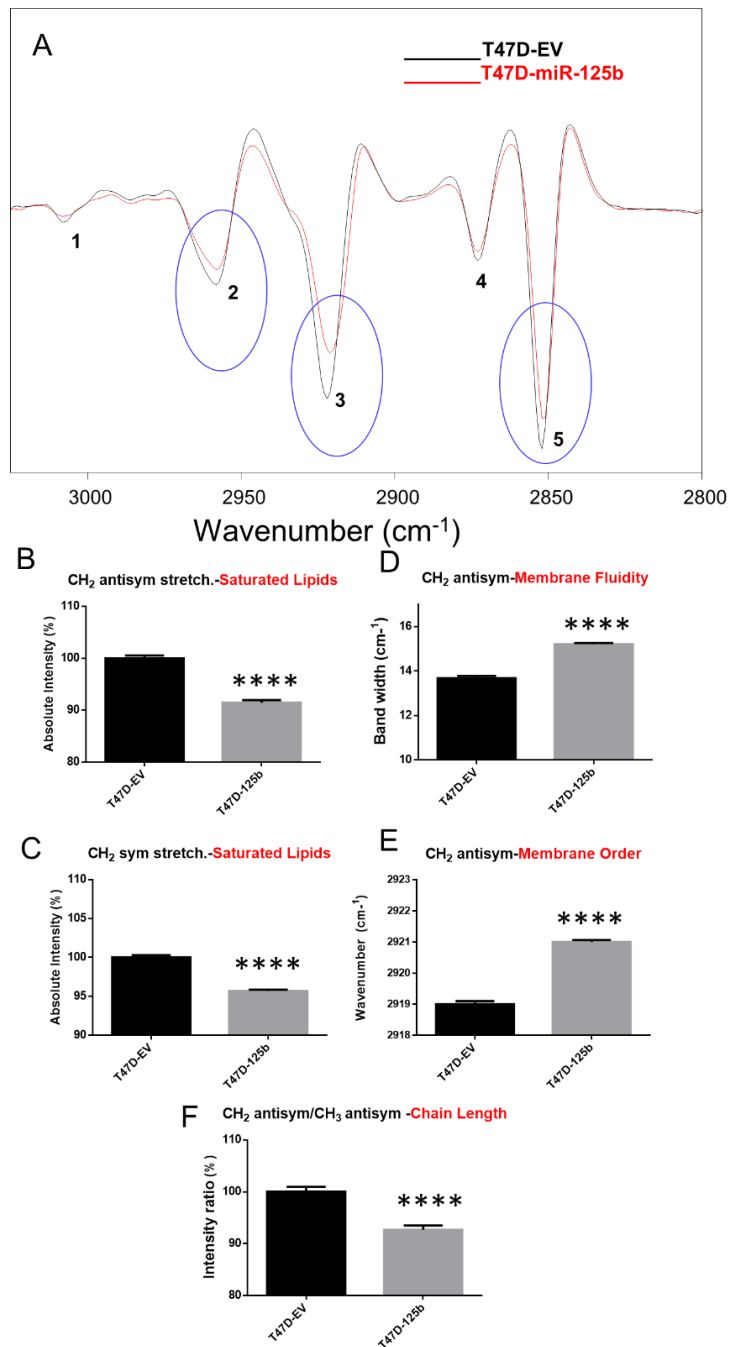 A
T47D-EV
T47D-miR-125b
1
2
3
4
5
3000 2950 2900 2850 2800
Wavenumber (cm-1)
B
CH2 antisym stretch.-Saturated Lipids
Absolute Intensity (%)
110
100
90
80
T47D-EV
T47D-125b
D
CH2 antisym-Membrane Fluidity
Band width (cm-1)
16
14
12
10
****
T47D-EV
T47D-125b
****
C
CH2 sym stretch.-Saturated Lipids
Absolute Intensity (%)
110
105
100
95
90
****
T47D-EV
T47D-125b
E
CH2 antisym-Membrane Order
Wavenumber (cm-1)
2923
2922
2921
2920
2919
2918
****
T47D-EV
T47D-125b
F
CH2 antisym/CH3 antisym -Chain Length
Intensity ratio (%)
110
100
90
80
****
T47D-EV
T47D-125b